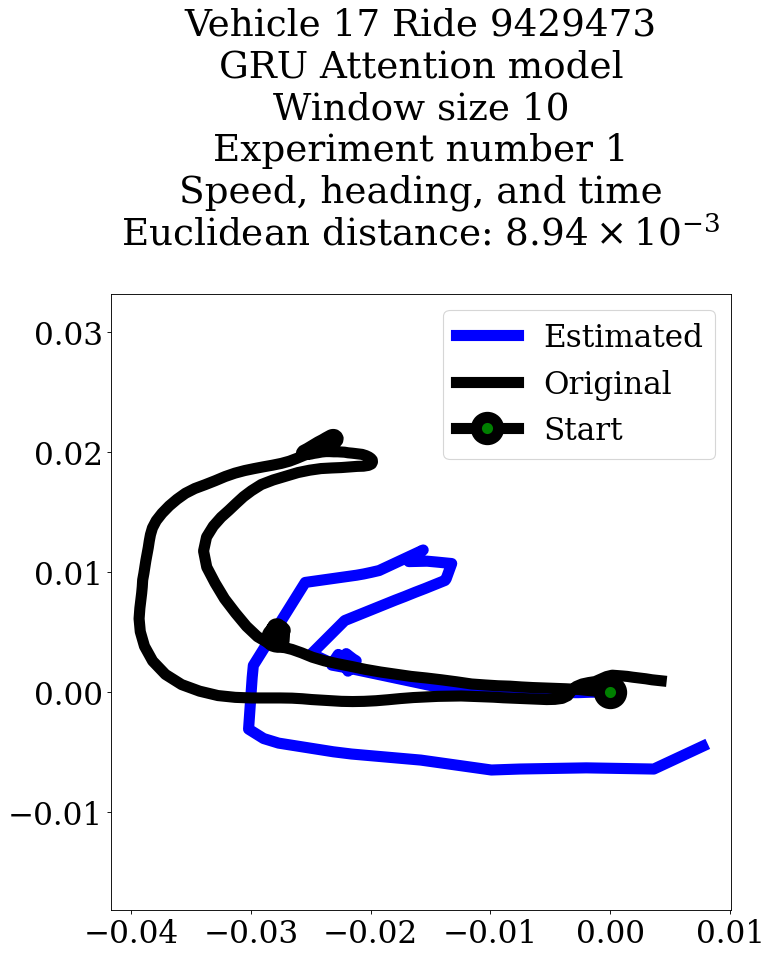 Vehicle 17 Ride 9429473
GRU Attention model
Window size 10
Experiment number 1
Speed, heading, and time
Euclidean distance: 8.94 × 10⁻³
Estimated
Original
Start
0.03
0.02
0.01
0.00
−0.01
−0.04 −0.03 −0.02 −0.01 0.00 0.01